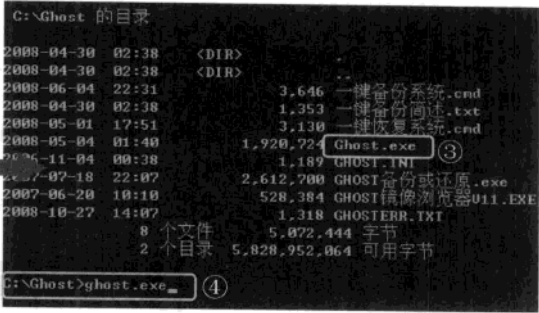 C:\Ghost 的目录
2008-04-30 02:38 <DIR> .
2008-04-30 02:38 <DIR> ..
2008-06-04 22:31 3,646 一键备份系统.cmd
2008-04-30 02:38 1,353 一键备份简述.txt
2008-05-01 17:51 3,130 一键恢复系统.cmd
2008-05-04 01:40 1,920,724 Ghost.exe ③
-11-04 00:38 1,189 GHOST.INI
-07-18 22:07 2,612,700 GHOST备份或还原.exe
2007-06-20 10:10 528,384 GHOST镜像浏览器U11.EXE
2008-10-27 14:07 1,318 GHOSTERR.TXT
8 个文件 5,072,444 字节
2 个目录 5,828,952,064 可用字节
C:\Ghost>ghost.exe_ ④